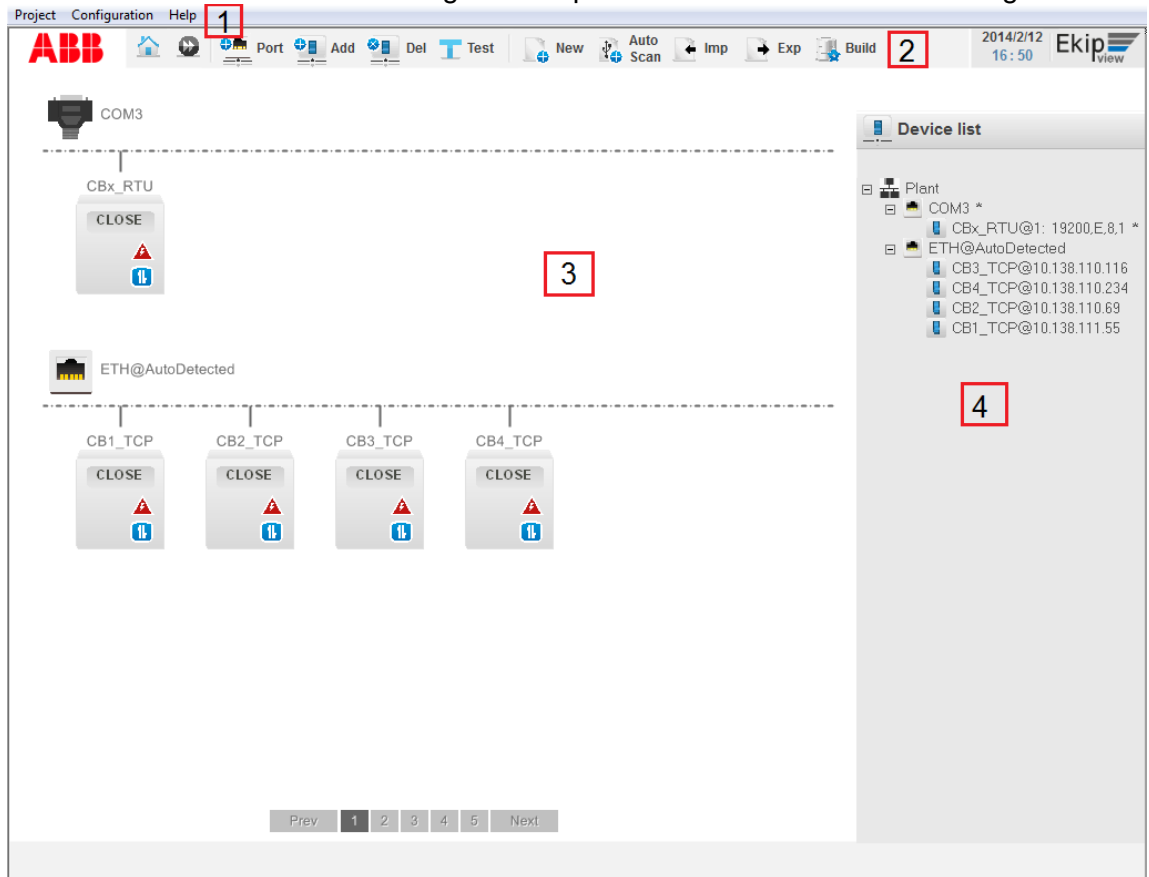 Project Configuration Help 1
ABB Port Add Del Test New Auto Scan Imp Exp Build 2 2014/2/12 16:50 Ekip view
COM3
CBx_RTU
CLOSE
3
ETH@AutoDetected
CB1_TCP CB2_TCP CB3_TCP CB4_TCP
CLOSE CLOSE CLOSE CLOSE
Prev 1 2 3 4 5 Next
Device list
Plant
COM3 *
CBx_RTU@1: 19200,E,8,1 *
ETH@AutoDetected
CB3_TCP@10.138.110.116
CB4_TCP@10.138.110.234
CB2_TCP@10.138.110.69
CB1_TCP@10.138.111.55
4